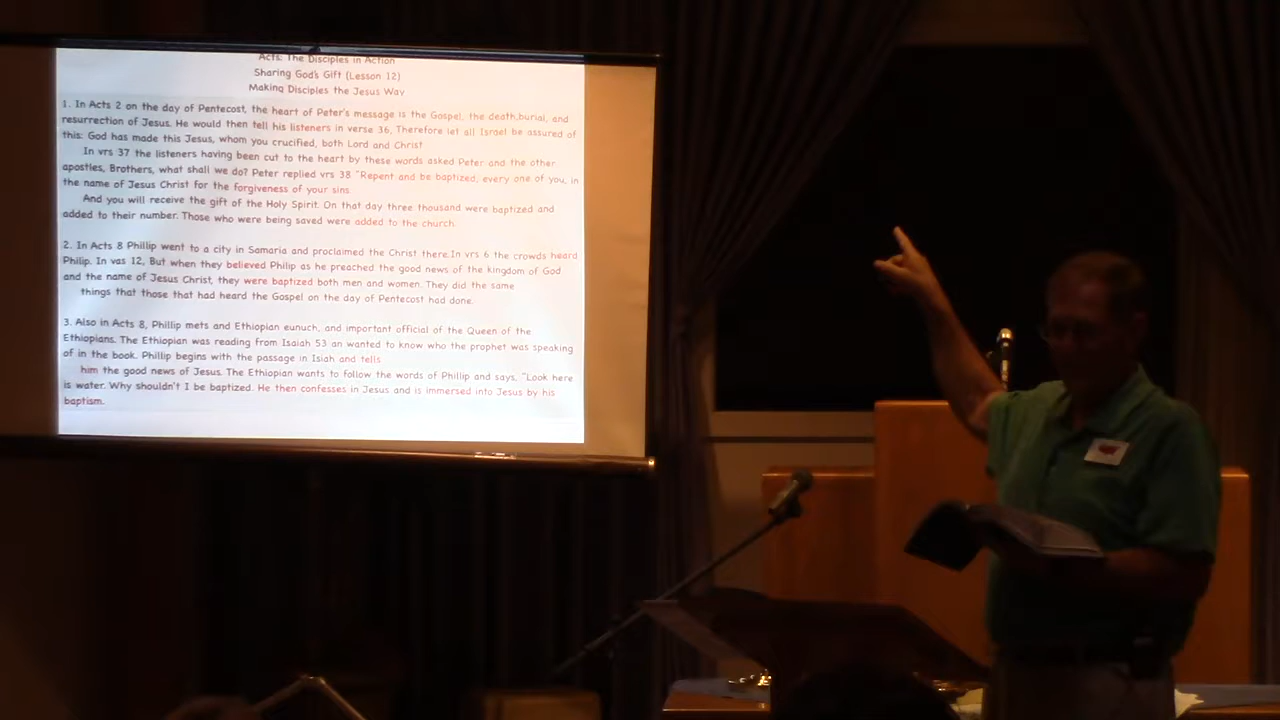 Acts: The Disciples in Action
Sharing God's Gift (Lesson 12)
Making Disciples the Jesus Way
1. In Acts 2 on the day of Pentecost, the heart of Peter's message is the Gospel, the death,burial, and
resurrection of Jesus. He would then tell his listeners in verse 36, Therefore let all Israel be assured of
this: God has made this Jesus, whom you crucified, both Lord and Christ
In vrs 37 the listeners having been cut to the heart by these words asked Peter and the other
apostles, Brothers, what shall we do? Peter replied vrs 38 "Repent and be baptized, every one of you, in
the name of Jesus Christ for the forgiveness of your sins.
And you will receive the gift of the Holy Spirit. On that day three thousand were baptized and
added to their number. Those who were being saved were added to the church.
2. In Acts 8 Phillip went to a city in Samaria and proclaimed the Christ there.In vrs 6 the crowds heard
Philip. In vas 12, But when they believed Philip as he preached the good news of the kingdom of God
and the name of Jesus Christ, they were baptized both men and women. They did the same
things that those that had heard the Gospel on the day of Pentecost had done.
3. Also in Acts 8, Phillip mets and Ethiopian eunuch, and important official of the Queen of the
Ethiopians. The Ethiopian was reading from Isaiah 53 an wanted to know who the prophet was speaking
of in the book. Phillip begins with the passage in Isiah and tells
him the good news of Jesus. The Ethiopian wants to follow the words of Phillip and says, "Look here
is water. Why shouldn't I be baptized. He then confesses in Jesus and is immersed into Jesus by his
baptism.